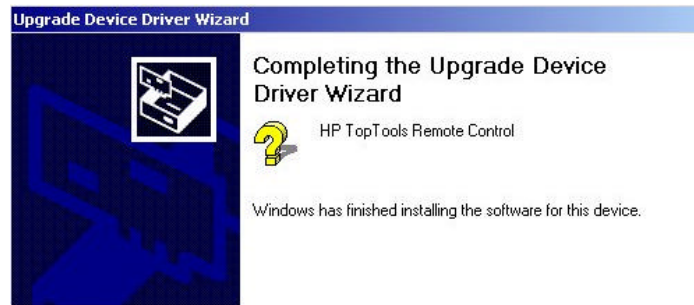 Upgrade Device Driver Wizard
Completing the Upgrade Device
Driver Wizard
HP TopTools Remote Control
Windows has finished installing the software for this device.